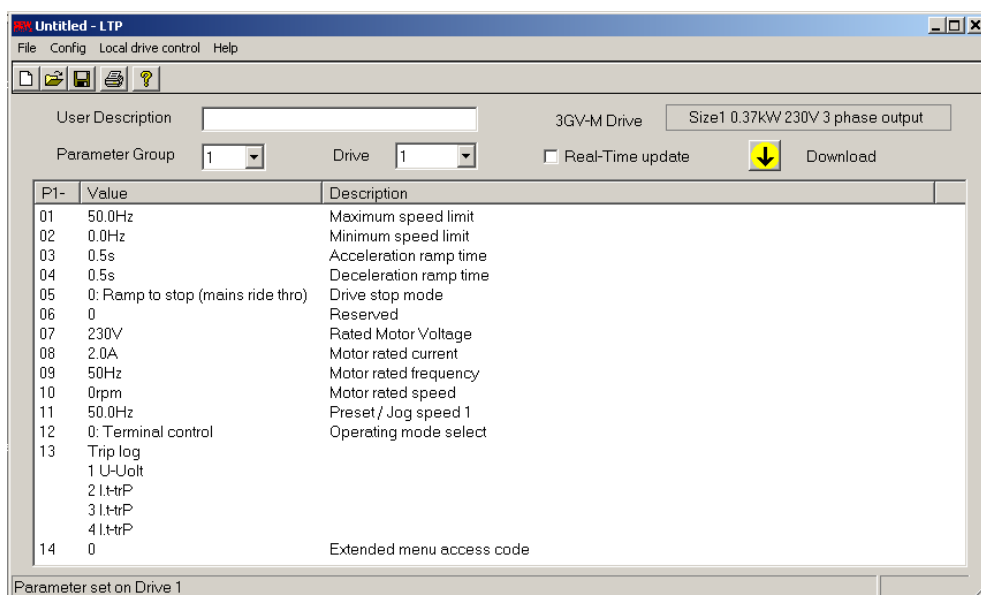 Untitled - LTP
File Config Local drive control Help
User Description 3GV-M Drive Size1 0.37kW 230V 3 phase output
Parameter Group 1 Drive 1 Real-Time update Download
P1- Value Description
01 50.0Hz Maximum speed limit
02 0.0Hz Minimum speed limit
03 0.5s Acceleration ramp time
04 0.5s Deceleration ramp time
05 0: Ramp to stop (mains ride thro) Drive stop mode
06 0 Reserved
07 230V Rated Motor Voltage
08 2.0A Motor rated current
09 50Hz Motor rated frequency
10 0rpm Motor rated speed
11 50.0Hz Preset / Jog speed 1
12 0: Terminal control Operating mode select
13 Trip log
1 U-Uolt
2 I.t-trP
3 I.t-trP
4 I.t-trP
14 0 Extended menu access code
Parameter set on Drive 1